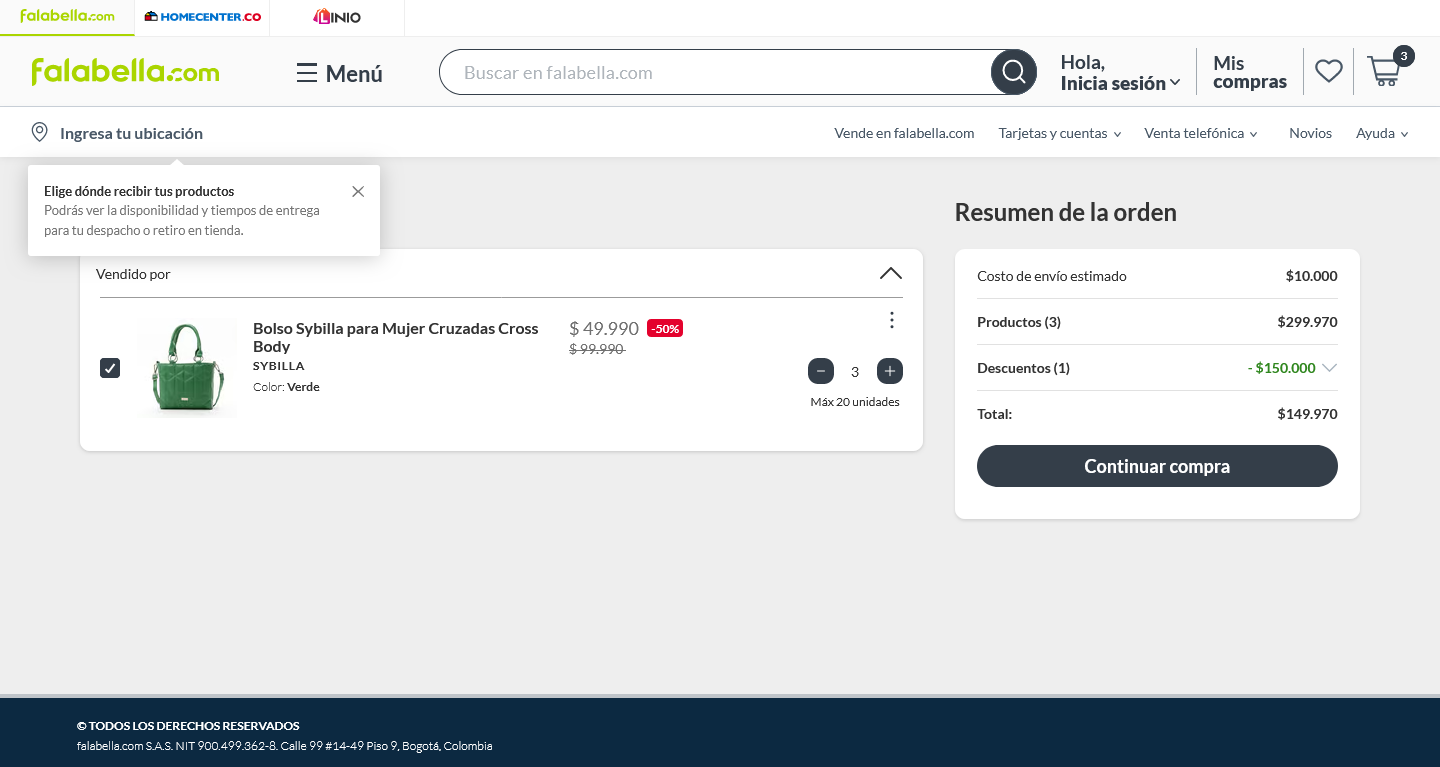 falabella.com
HOMECENTER.CO
LINIO
falabella.com
Menú
Buscar en falabella.com
Hola,
Inicia sesión
Mis
compras
3
Ingresa tu ubicación
Vende en falabella.com
Tarjetas y cuentas
Venta telefónica
Novios
Ayuda
Elige dónde recibir tus productos
Podrás ver la disponibilidad y tiempos de entrega
para tu despacho o retiro en tienda.
Vendido por
Bolso Sybilla para Mujer Cruzadas Cross
Body
SYBILLA
Color: Verde
$ 49.990 -50%
$ 99.990
3
Máx 20 unidades
Resumen de la orden
Costo de envío estimado $10.000
Productos (3) $299.970
Descuentos (1) - $150.000
Total: $149.970
Continuar compra
© TODOS LOS DERECHOS RESERVADOS
falabella.com S.A.S. NIT 900.499.362-8. Calle 99 #14-49 Piso 9, Bogotá, Colombia